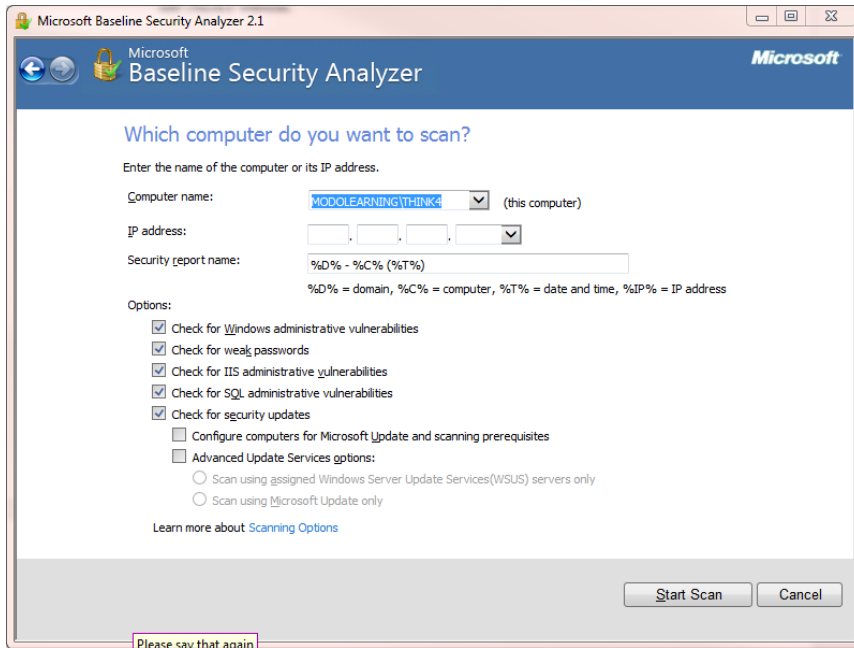 Microsoft Baseline Security Analyzer 2.1
Microsoft
Baseline Security Analyzer
Microsoft
Which computer do you want to scan?
Enter the name of the computer or its IP address.
Computer name: MODOLEARNING\THINK4 (this computer)
IP address: . . .
Security report name: %D% - %C% (%T%)
%D% = domain, %C% = computer, %T% = date and time, %IP% = IP address
Options:
Check for Windows administrative vulnerabilities
Check for weak passwords
Check for IIS administrative vulnerabilities
Check for SQL administrative vulnerabilities
Check for security updates
Configure computers for Microsoft Update and scanning prerequisites
Advanced Update Services options:
Scan using assigned Windows Server Update Services(WSUS) servers only
Scan using Microsoft Update only
Learn more about Scanning Options
Start Scan Cancel
Please say that again